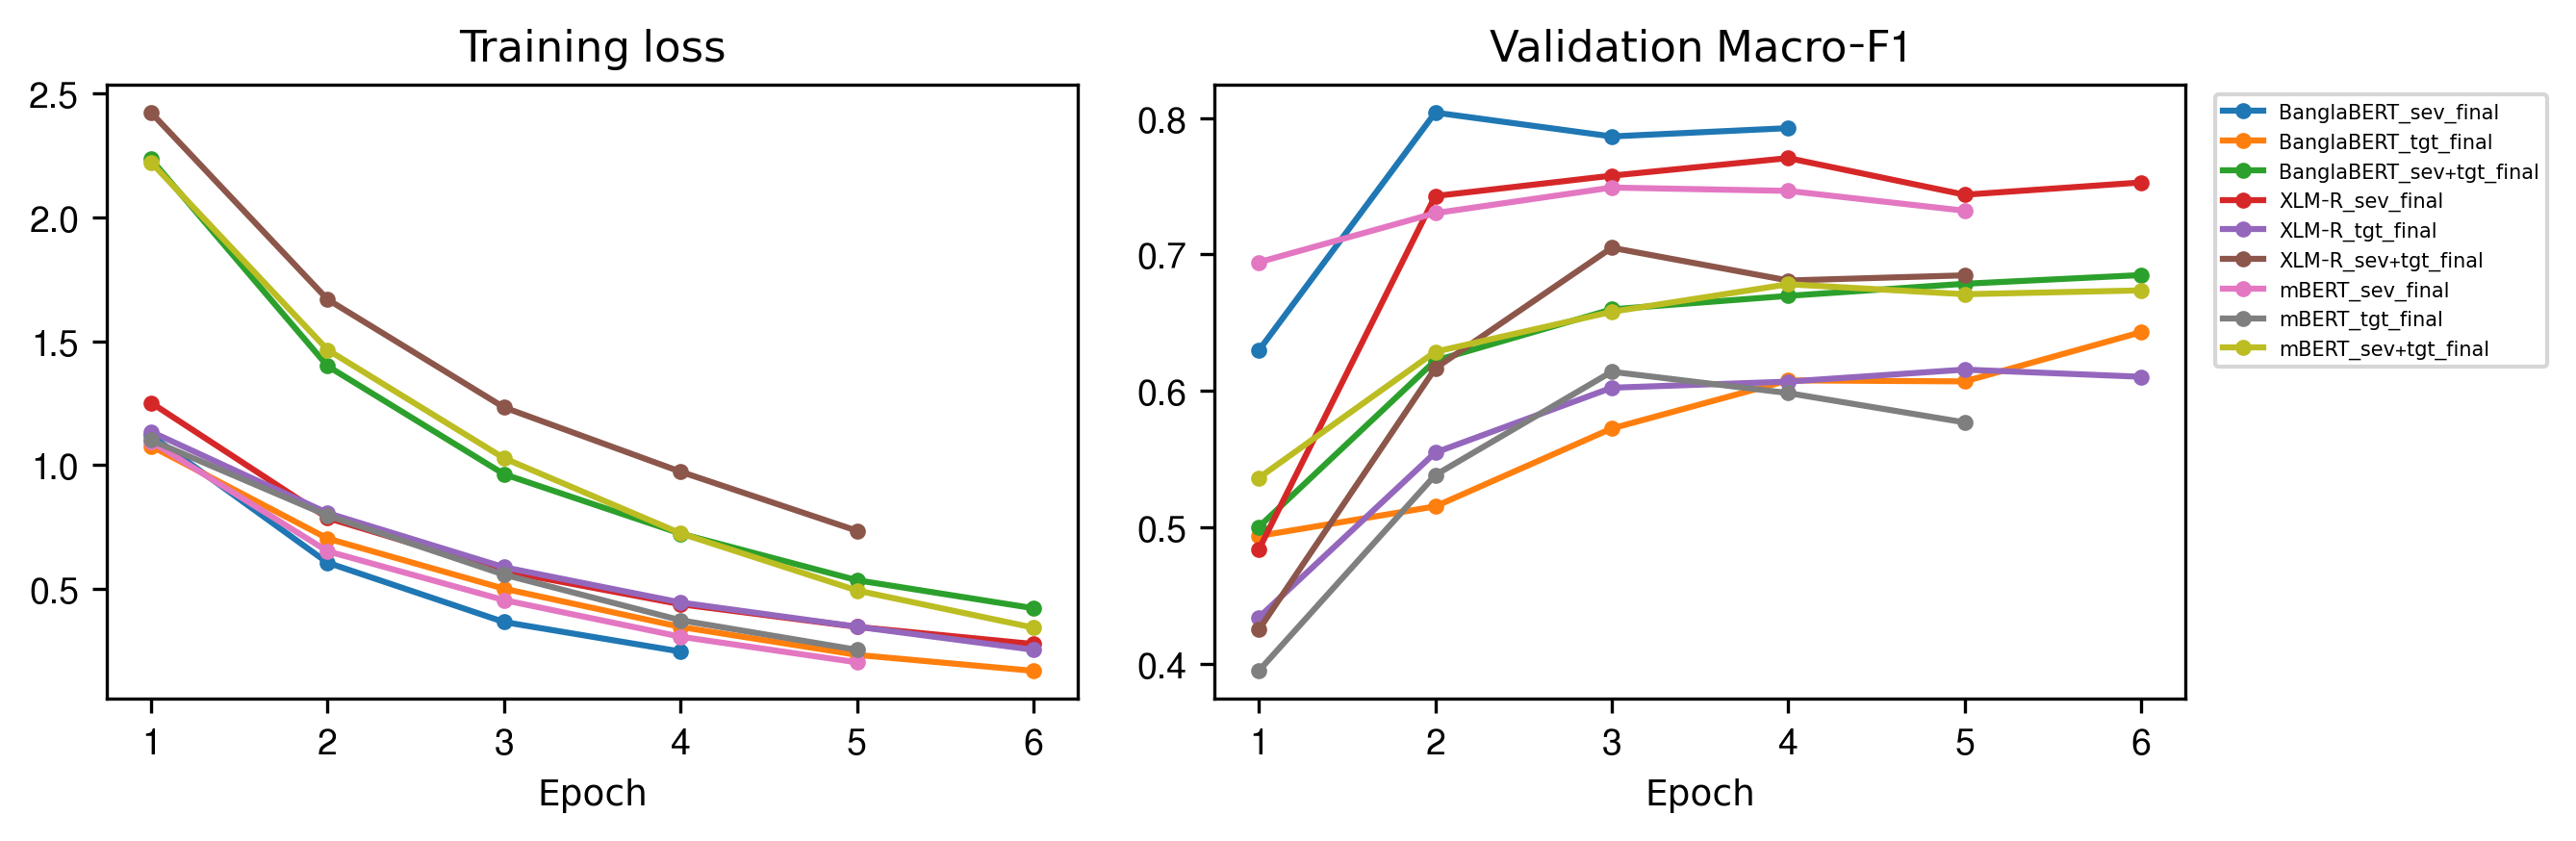 Training loss
2.5
2.0
1.5
1.0
0.5
1 2 3 4 5 6
Epoch
Validation Macro-F1
0.8
0.7
0.6
0.5
0.4
1 2 3 4 5 6
Epoch
BanglaBERT_sev_final
BanglaBERT_tgt_final
BanglaBERT_sev+tgt_final
XLM-R_sev_final
XLM-R_tgt_final
XLM-R_sev+tgt_final
mBERT_sev_final
mBERT_tgt_final
mBERT_sev+tgt_final